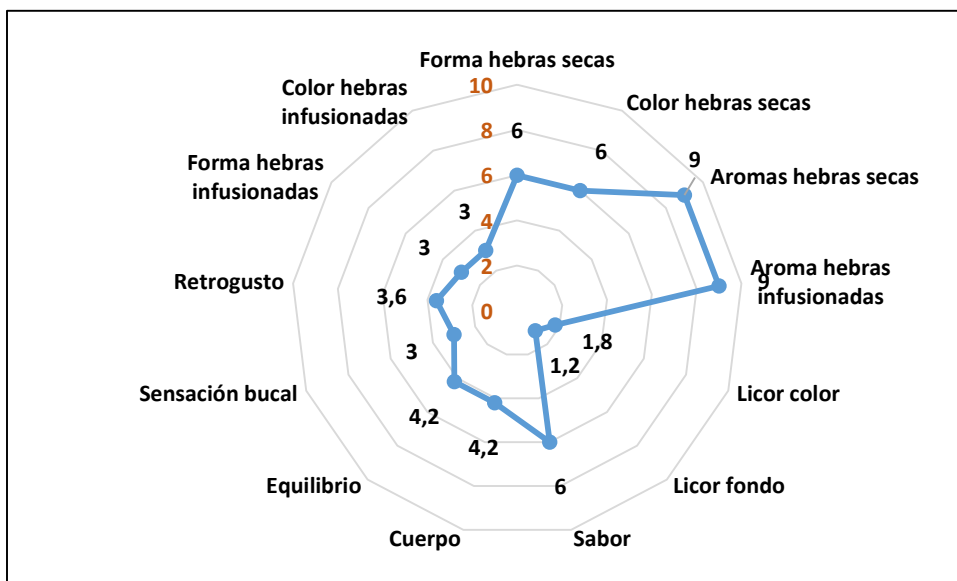 Forma hebras secas
Color hebras secas
Aromas hebras secas
Aroma hebras
infusionadas
Licor color
Licor fondo
Sabor
Cuerpo
Equilibrio
Sensación bucal
Retrogusto
Forma hebras
infusionadas
Color hebras
infusionadas
10
8
6
4
2
0
6
6
9
9
1,8
1,2
6
4,2
4,2
3
3,6
3
3